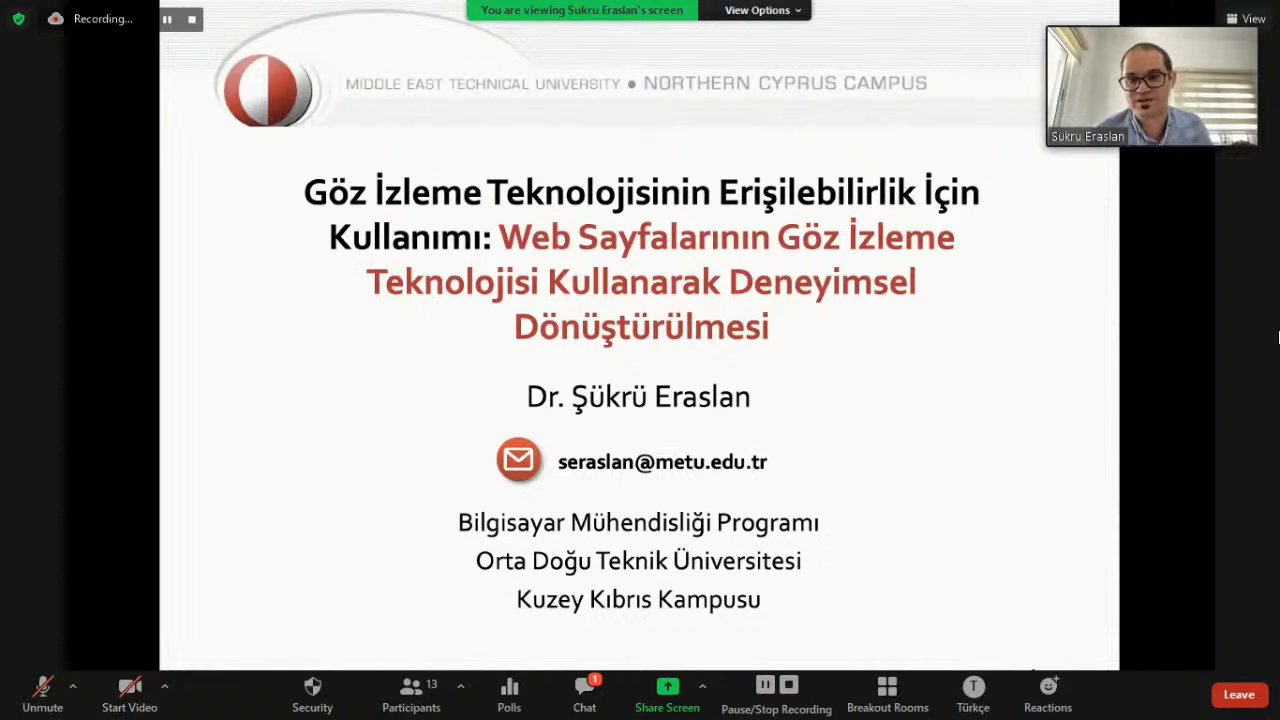 Recording...
You are viewing Sukru Eraslan's screen
View Options
View
MIDDLE EAST TECHNICAL UNIVERSITY ● NORTHERN CYPRUS CAMPUS
Sukru Eraslan
Göz İzleme Teknolojisinin Erişilebilirlik İçin
Kullanımı: Web Sayfalarının Göz İzleme
Teknolojisi Kullanarak Deneyimsel
Dönüştürülmesi
Dr. Şükrü Eraslan
seraslan@metu.edu.tr
Bilgisayar Mühendisliği Programı
Orta Doğu Teknik Üniversitesi
Kuzey Kıbrıs Kampusu
Unmute
Start Video
Security
13
Participants
Polls
1
Chat
Share Screen
Pause/Stop Recording
Breakout Rooms
T
Türkçe
Reactions
Leave